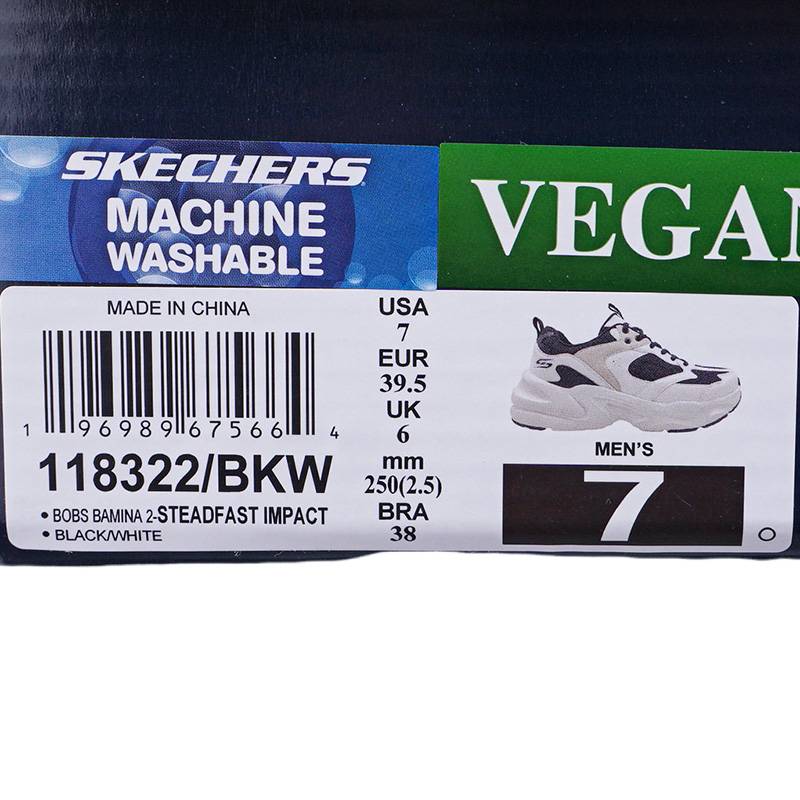 SKECHERS
MACHINE
WASHABLE
VEGAN
MADE IN CHINA
1 96989 67566 4
118322/BKW
• BOBS BAMINA 2-STEADFAST IMPACT
• BLACK/WHITE
USA
7
EUR
39.5
UK
6
mm
250(2.5)
BRA
38
MEN'S
7